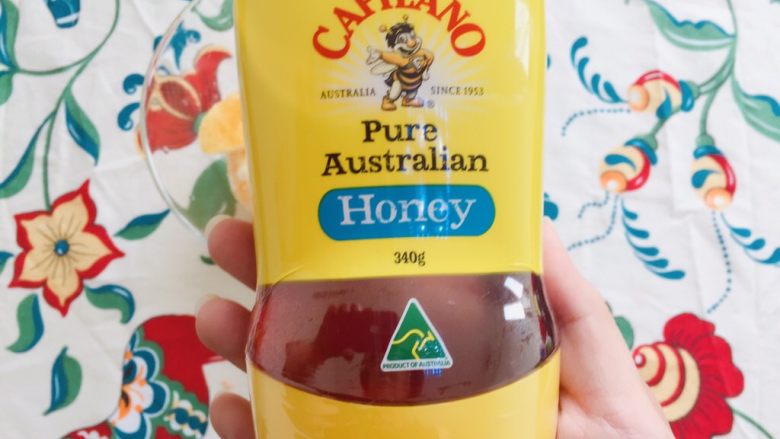 CAPILANO
AUSTRALIA SINCE 1953
®
Pure
Australian
Honey
340g
PRODUCT OF AUSTRALIA